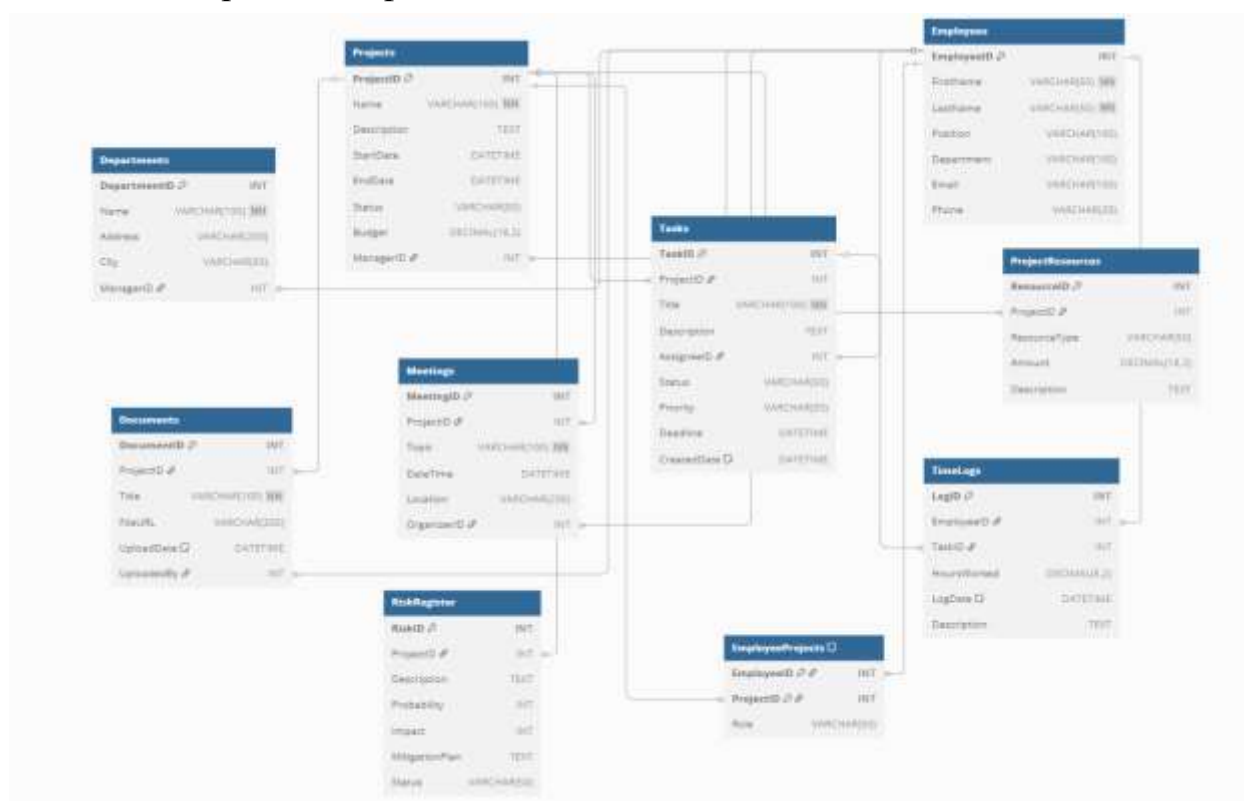 Projects
ProjectID INT
Name VARCHAR(100) NN
Description TEXT
StartDate DATETIME
EndDate DATETIME
Status VARCHAR(50)
Budget DECIMAL(18,2)
ManagerID INT
Employees
EmployeeID INT
FirstName VARCHAR(50) NN
LastName VARCHAR(50) NN
Position VARCHAR(100)
Department VARCHAR(100)
Email VARCHAR(100)
Phone VARCHAR(20)
Departments
DepartmentID INT
Name VARCHAR(100) NN
Address VARCHAR(200)
City VARCHAR(50)
ManagerID INT
Tasks
TaskID INT
ProjectID INT
Title VARCHAR(100) NN
Description TEXT
AssigneeID INT
Status VARCHAR(50)
Priority VARCHAR(20)
Deadline DATETIME
CreatedDate DATETIME
ProjectResources
ResourceID INT
ProjectID INT
ResourceType VARCHAR(50)
Amount DECIMAL(18,2)
Description TEXT
Meetings
MeetingID INT
ProjectID INT
Topic VARCHAR(100) NN
DateTime DATETIME
Location VARCHAR(200)
OrganizerID INT
Documents
DocumentID INT
ProjectID INT
Title VARCHAR(100) NN
FileURL VARCHAR(255)
UploadDate DATETIME
UploadedBy INT
TimeLogs
LogID INT
EmployeeID INT
TaskID INT
HoursWorked
LogDate DATETIME
Description TEXT
RiskRegister
RiskID INT
ProjectID INT
Description TEXT
Probability INT
Impact INT
MitigationPlan TEXT
Status VARCHAR(50)
EmployeeProjects
EmployeeID INT
ProjectID INT
Role VARCHAR(50)